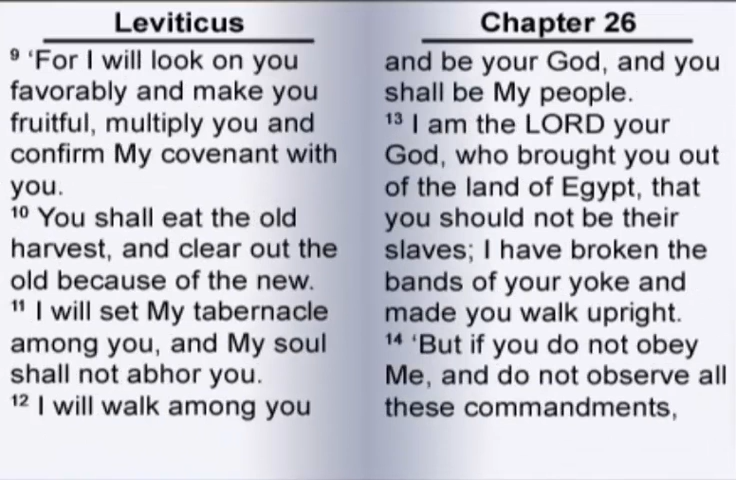 Leviticus
⁹ ‘For I will look on you
favorably and make you
fruitful, multiply you and
confirm My covenant with
you.
¹⁰ You shall eat the old
harvest, and clear out the
old because of the new.
¹¹ I will set My tabernacle
among you, and My soul
shall not abhor you.
¹² I will walk among you
Chapter 26
and be your God, and you
shall be My people.
¹³ I am the LORD your
God, who brought you out
of the land of Egypt, that
you should not be their
slaves; I have broken the
bands of your yoke and
made you walk upright.
¹⁴ ‘But if you do not obey
Me, and do not observe all
these commandments,